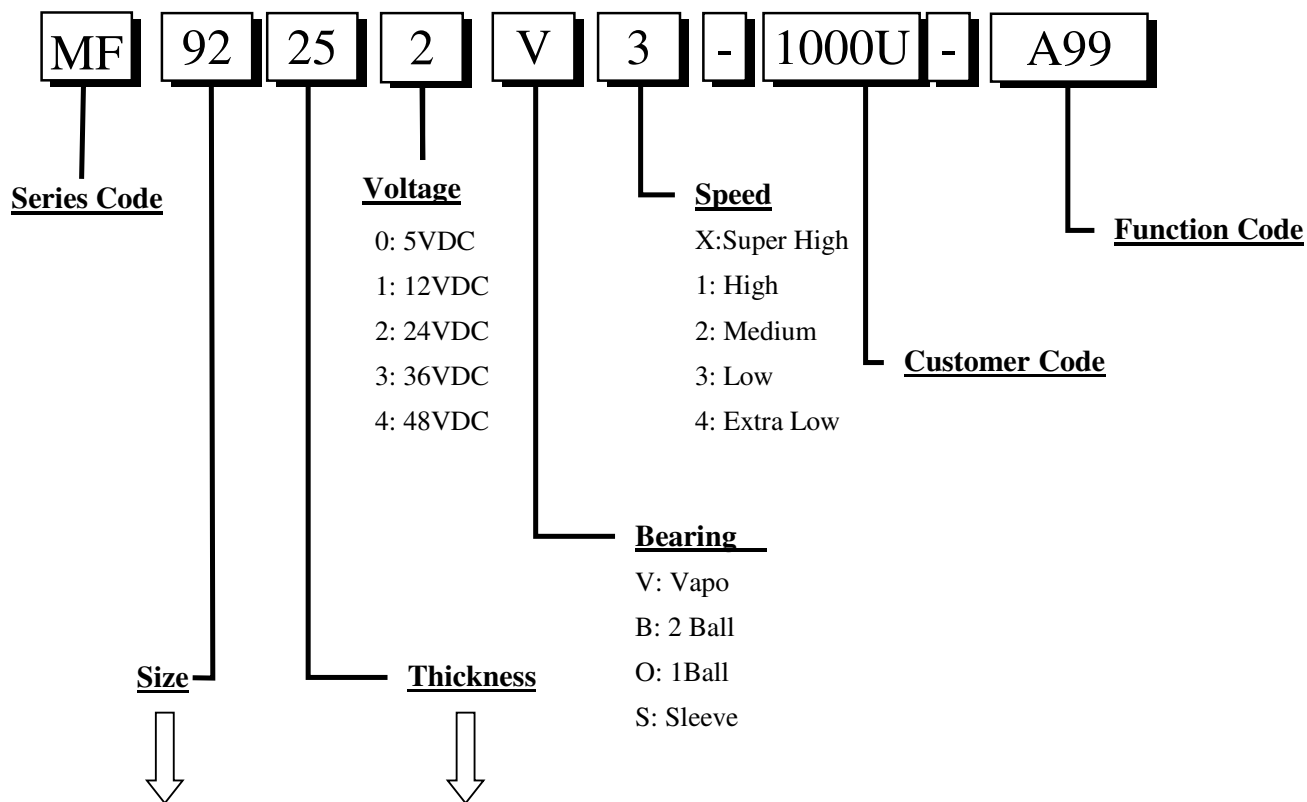 MF 92 25 2 V 3 - 1000U - A99
Series Code
Voltage
0: 5VDC
1: 12VDC
2: 24VDC
3: 36VDC
4: 48VDC
Speed
X:Super High
1: High
2: Medium
3: Low
4: Extra Low
Function Code
Customer Code
Bearing
V: Vapo
B: 2 Ball
O: 1Ball
S: Sleeve
Size
Thickness